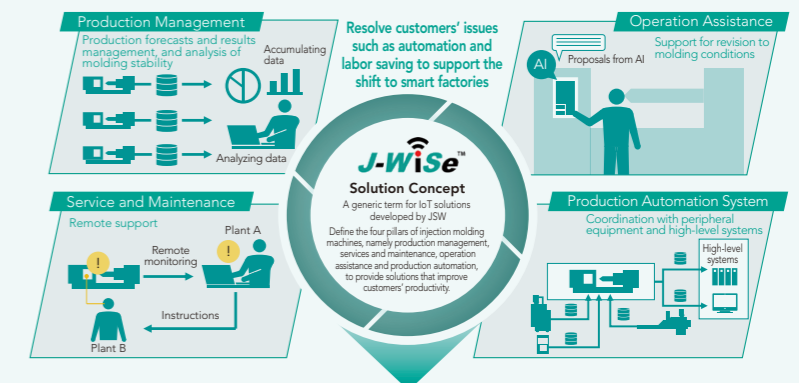 Production Management
Production forecasts and results
management, and analysis of
molding stability
Accumulating
data
Analyzing data
Resolve customers' issues
such as automation and
labor saving to support the
shift to smart factories
Operation Assistance
AI
Proposals from AI
Support for revision to
molding conditions
J-WiSe™
Solution Concept
A generic term for IoT solutions
developed by JSW
Define the four pillars of injection molding
machines, namely production management,
services and maintenance, operation
assistance and production automation,
to provide solutions that improve
customers' productivity.
Service and Maintenance
Remote support
Plant A
!
!
Remote
monitoring
Instructions
Plant B
Production Automation System
Coordination with peripheral
equipment and high-level systems
High-level
systems